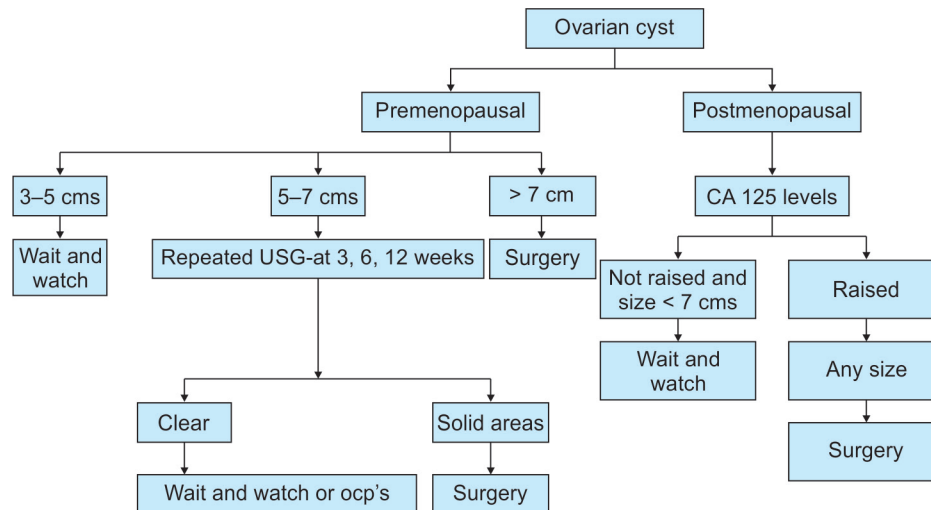 Ovarian cyst
Premenopausal
Postmenopausal
3–5 cms
5–7 cms
> 7 cm
CA 125 levels
Wait and
watch
Repeated USG-at 3, 6, 12 weeks
Surgery
Not raised and
size < 7 cms
Raised
Wait and
watch
Any size
Clear
Solid areas
Surgery
Wait and watch or ocp’s
Surgery